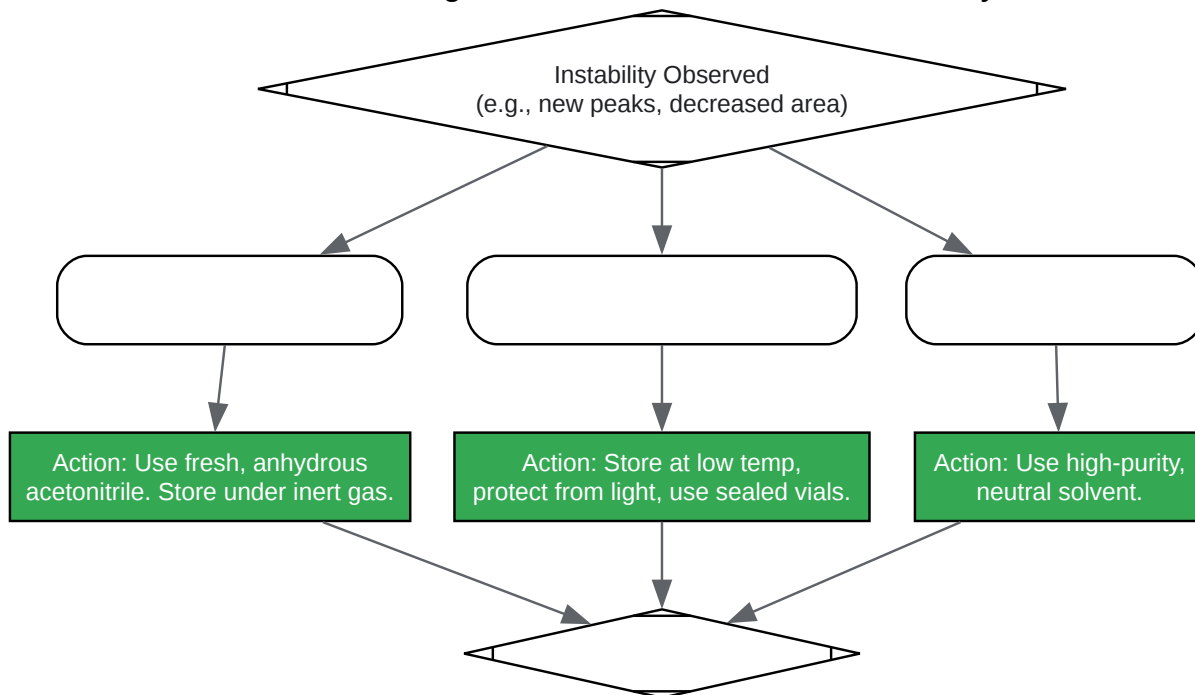 Instability Observed
(e.g., new peaks, decreased area)
Action: Use fresh, anhydrous
acetonitrile. Store under inert gas.
Action: Store at low temp,
protect from light, use sealed vials.
Action: Use high-purity,
neutral solvent.